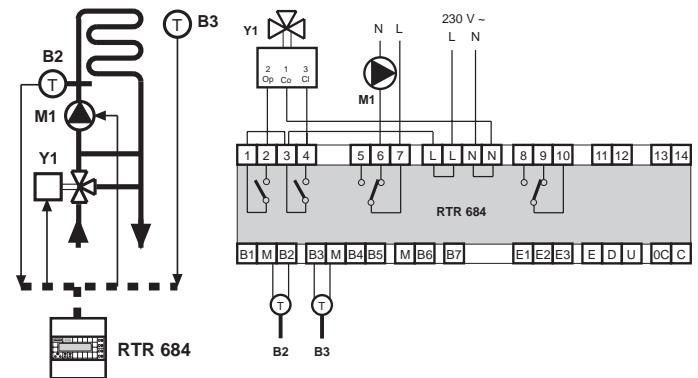 B3
T
B2
T
M1
Y1
RTR 684
Y1
2 1 3
Op Co Cl
N L
M1
230 V ~
L N
1 2 3 4 5 6 7 L L N N 8 9 10 11 12 13 14
RTR 684
B1 M B2 B3 M B4 B5 M B6 B7 E1 E2 E3 E D U 0C C
T T
B2 B3